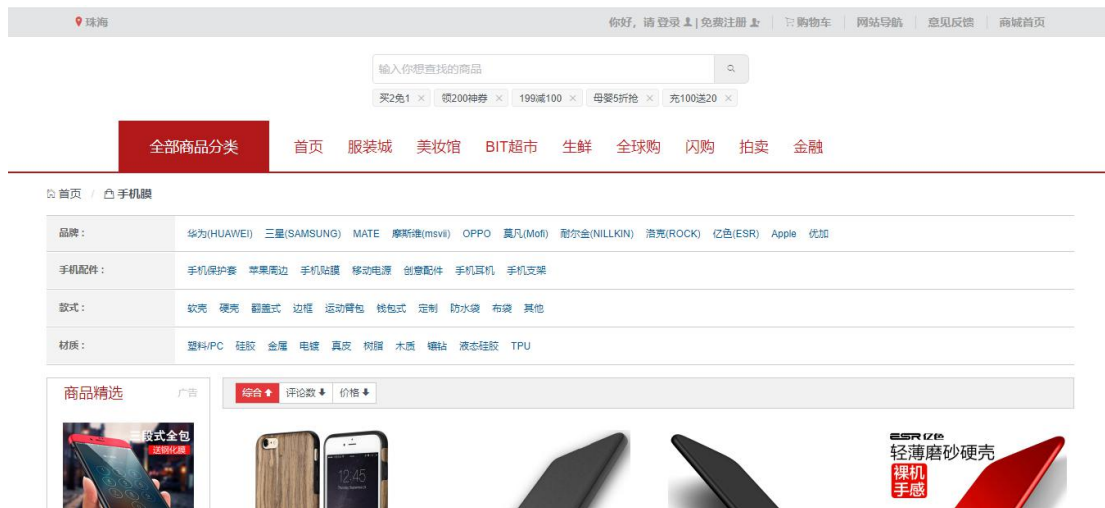 珠海
你好，请 登录 | 免费注册 购物车 网站导航 意见反馈 商城首页
输入你想查找的商品
买2免1 × 领200神券 × 199减100 × 母婴5折抢 × 充100送20 ×
全部商品分类 首页 服装城 美妆馆 BIT超市 生鲜 全球购 闪购 拍卖 金融
首页 / 手机膜
品牌： 华为(HUAWEI) 三星(SAMSUNG) MATE 摩斯维(msvii) OPPO 莫凡(Mofi) 耐尔金(NILLKIN) 洛克(ROCK) 亿色(ESR) Apple 优加
手机配件： 手机保护套 苹果周边 手机贴膜 移动电源 创意配件 手机耳机 手机支架
款式： 软壳 硬壳 翻盖式 边框 运动臂包 钱包式 定制 防水袋 布袋 其他
材质： 塑料/PC 硅胶 金属 电镀 真皮 树脂 木质 镶钻 液态硅胶 TPU
商品精选 广告 综合 评论数 价格
三段式全包
送钢化膜
12:45
ESR亿色
轻薄磨砂硬壳
裸机
手感